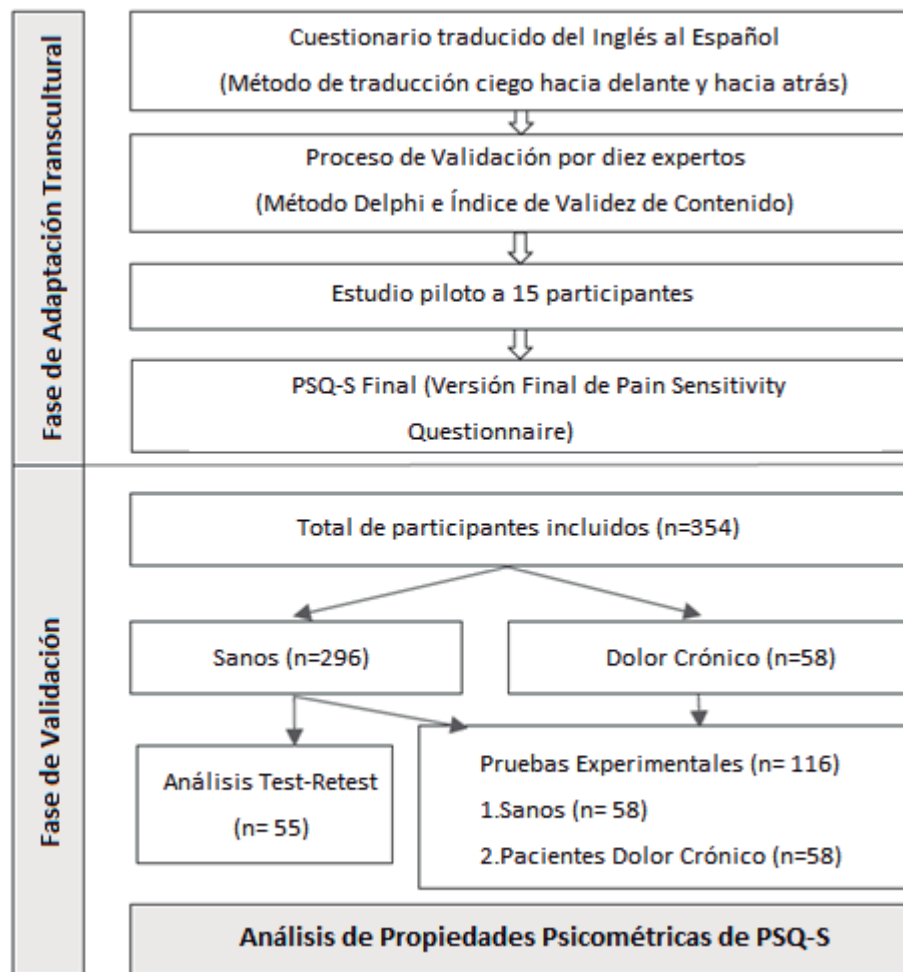 Fase de Adaptación Transcultural
Cuestionario traducido del Inglés al Español
(Método de traducción ciego hacia delante y hacia atrás)
Proceso de Validación por diez expertos
(Método Delphi e Índice de Validez de Contenido)
Estudio piloto a 15 participantes
PSQ-S Final (Versión Final de Pain Sensitivity
Questionnaire)
Fase de Validación
Total de participantes incluidos (n=354)
Sanos (n=296)
Dolor Crónico (n=58)
Análisis Test-Retest
(n= 55)
Pruebas Experimentales (n= 116)
1.Sanos (n= 58)
2.Pacientes Dolor Crónico (n=58)
Análisis de Propiedades Psicométricas de PSQ-S